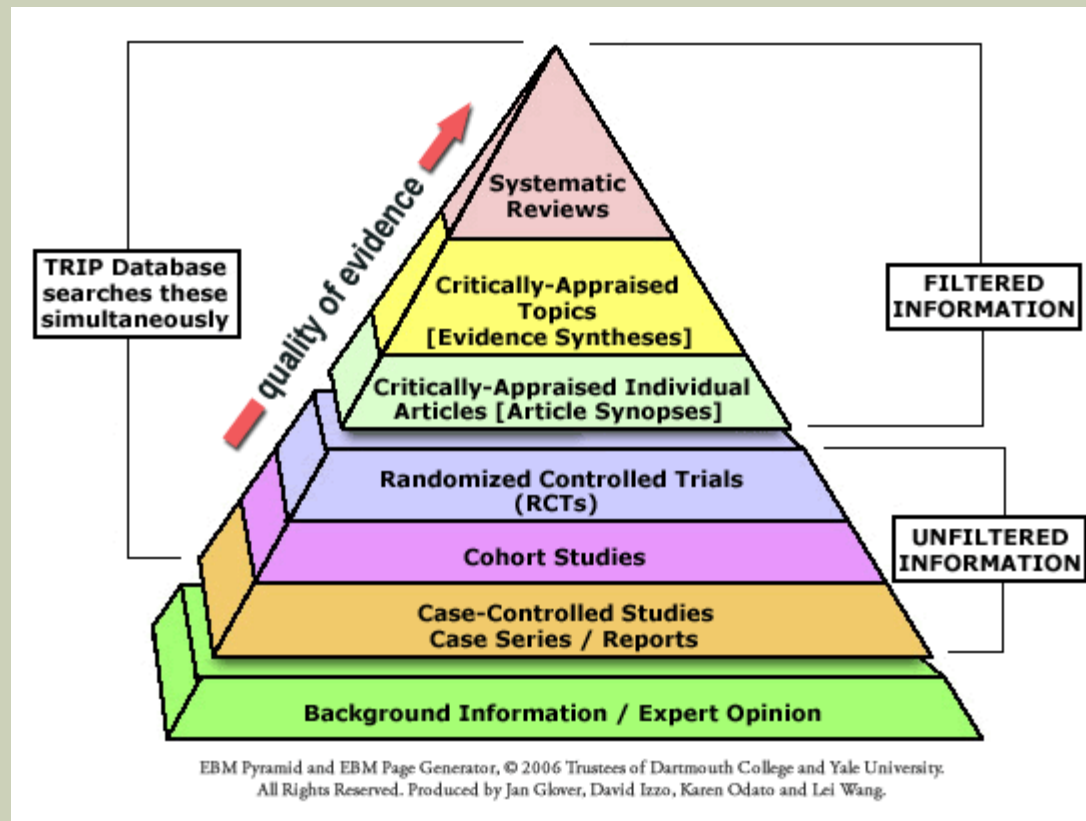 quality of evidence
TRIP Database
searches these
simultaneously
Systematic
Reviews
Critically-Appraised
Topics
[Evidence Syntheses]
Critically-Appraised Individual
Articles [Article Synopses]
FILTERED
INFORMATION
Randomized Controlled Trials
(RCTs)
Cohort Studies
Case-Controlled Studies
Case Series / Reports
UNFILTERED
INFORMATION
Background Information / Expert Opinion
EBM Pyramid and EBM Page Generator, © 2006 Trustees of Dartmouth College and Yale University.
All Rights Reserved. Produced by Jan Glover, David Izzo, Karen Odato and Lei Wang.